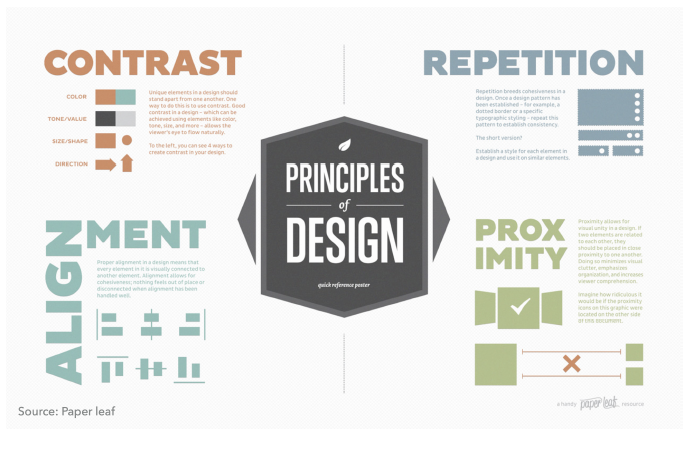 CONTRAST
COLOR
TONE/VALUE
SIZE/SHAPE
DIRECTION
Unique elements in a design should
stand apart from one another. One
way to do this is to use contrast. Good
contrast in a design – which can be
achieved using elements like color,
tone, size, and more – allows the
viewer's eye to flow naturally.
To the left, you can see 4 ways to
create contrast in your design.
REPETITION
Repetition breeds cohesiveness in a
design. Once a design pattern has
been established – for example, a
dotted border or a specific
typographic styling – repeat this
pattern to establish consistency.
The short version?
Establish a style for each element in
a design and use it on similar elements.
PRINCIPLES
of
DESIGN
quick reference poster
ALIGNMENT
Proper alignment in a design means that
every element in it is visually connected to
another element. Alignment allows for
cohesiveness; nothing feels out of place or
disconnected when alignment has been
handled well.
PROX
IMITY
Proximity allows for
visual unity in a design. If
two elements are related
to each other, they
should be placed in close
proximity to one another.
Doing so minimizes visual
clutter, emphasizes
organization, and increases
viewer comprehension.
Imagine how ridiculous it
would be if the proximity
icons on this graphic were
located on the other side
of this document.
a handy paper leaf resource
Source: Paper leaf